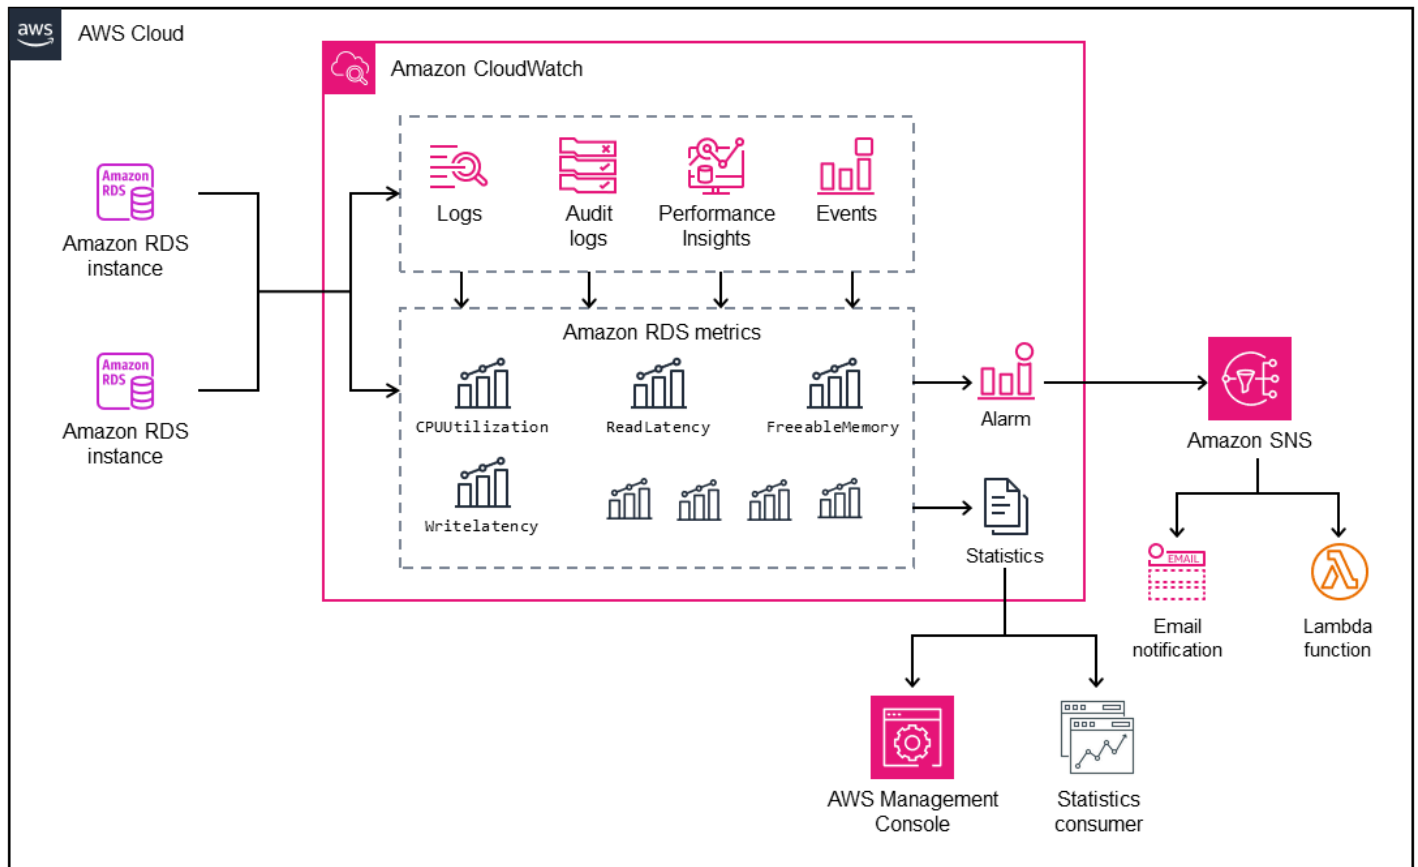 aws
AWS Cloud
Amazon CloudWatch
Amazon
RDS
Amazon RDS
instance
Logs
Audit
logs
Performance
Insights
Events
Amazon RDS metrics
Amazon
RDS
Amazon RDS
instance
CPUUtilization
ReadLatency
FreeableMemory
Alarm
Amazon SNS
Writelatency
Statistics
EMAIL
Email
notification
Lambda
function
AWS Management
Console
Statistics
consumer